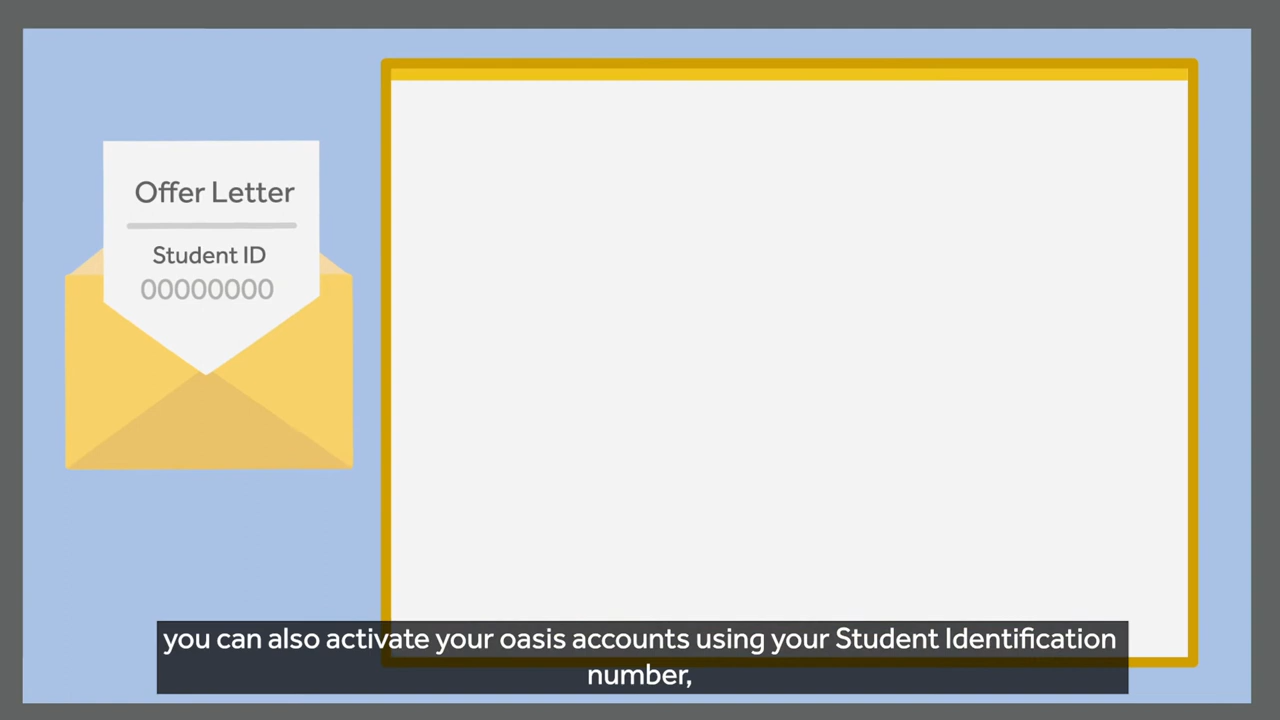 Offer Letter
Student ID
00000000
you can also activate your oasis accounts using your Student Identification
number,